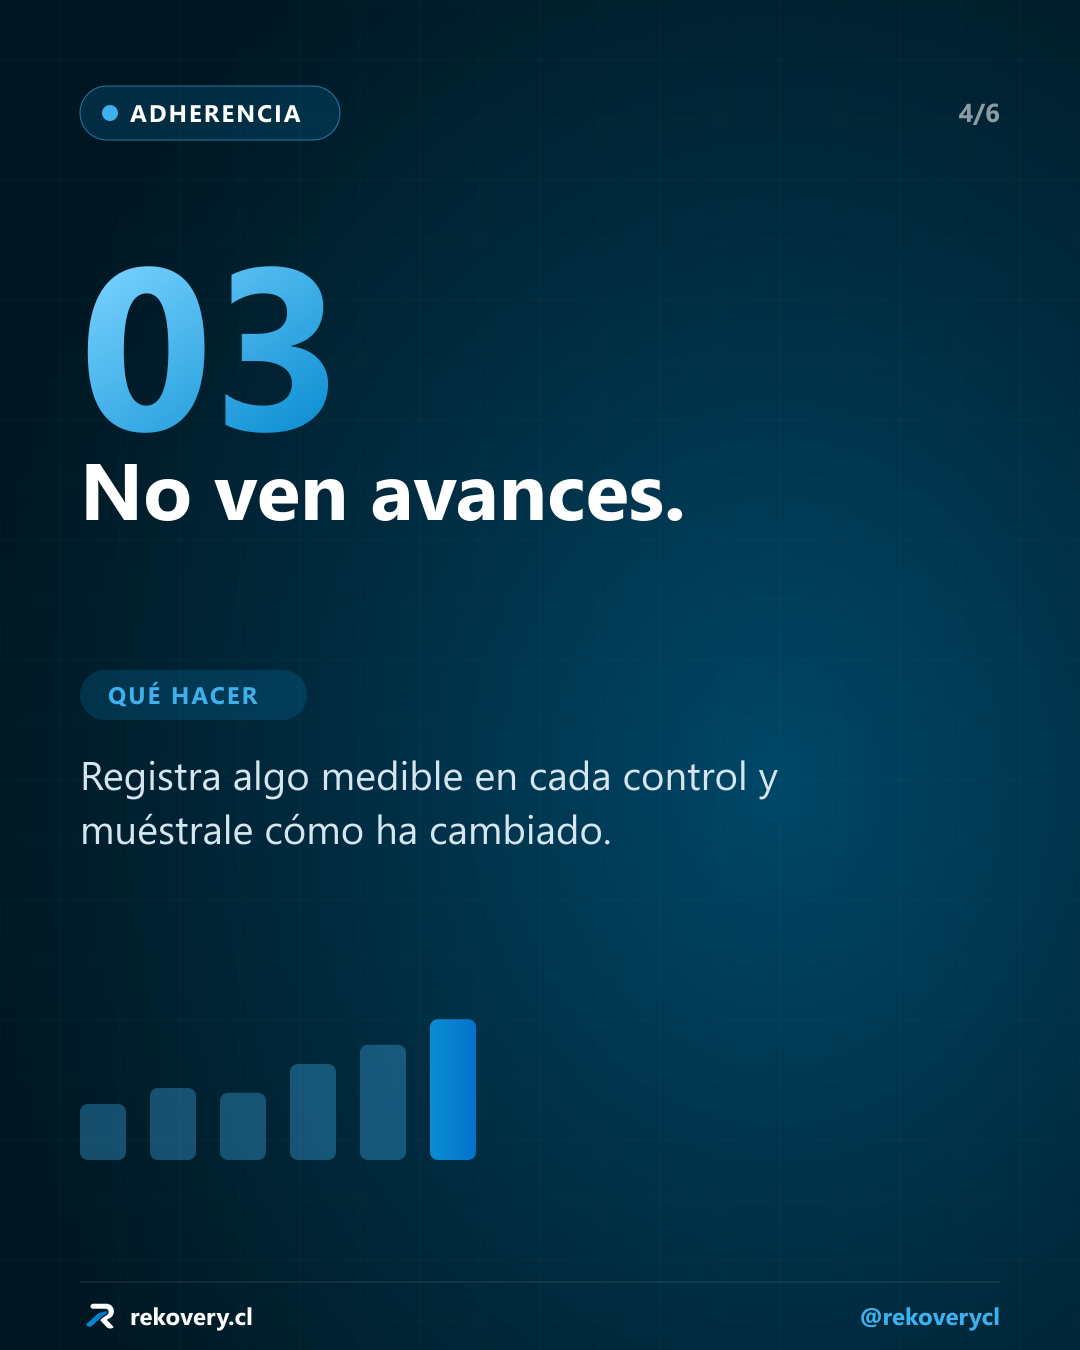 ADHERENCIA
4/6
03
No ven avances.
QUÉ HACER
Registra algo medible en cada control y
muéstrale cómo ha cambiado.
rekovery.cl
@rekoverycl